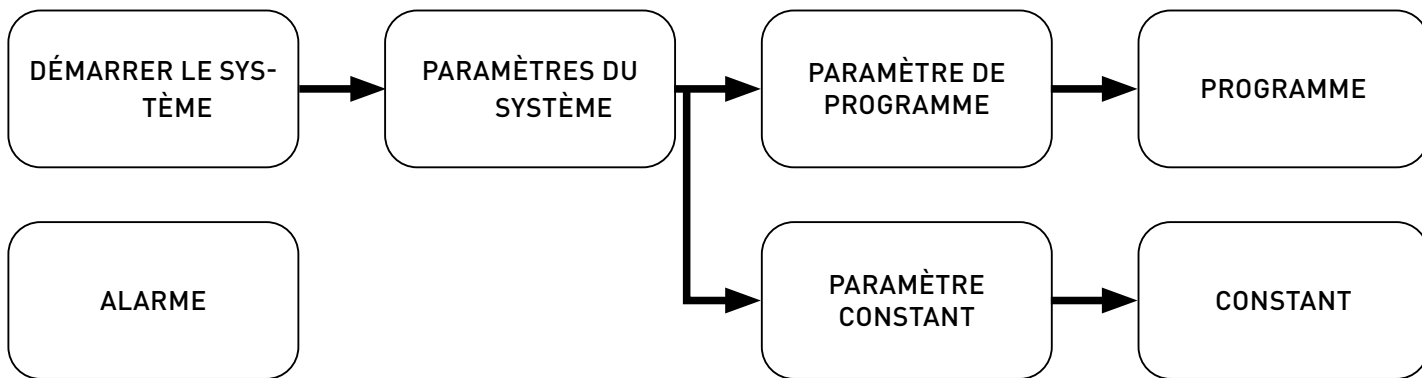 DÉMARRER LE SYS-
TÈME
PARAMÈTRES DU
SYSTÈME
PARAMÈTRE DE
PROGRAMME
PROGRAMME
ALARME
PARAMÈTRE
CONSTANT
CONSTANT